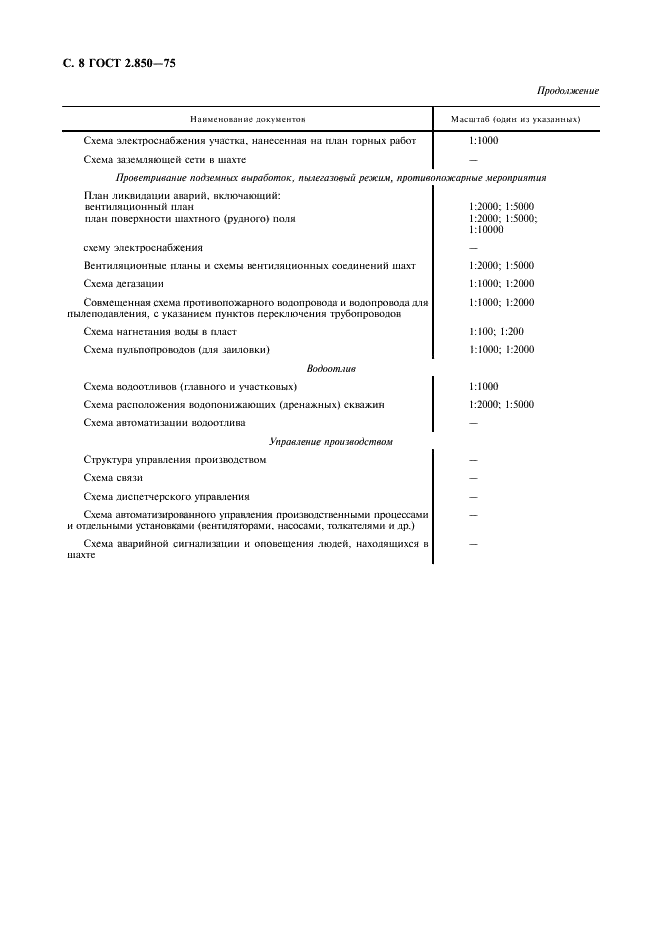 С. 8 ГОСТ 2.850—75
Продолжение
Наименование документов Масштаб (один из указанных)
Схема электроснабжения участка, нанесенная на план горных работ 1:1000
Схема заземляющей сети в шахте —
Проветривание подземных выработок, пылегазовый режим, противопожарные мероприятия
План ликвидации аварий, включающий:
вентиляционный план 1:2000; 1:5000
план поверхности шахтного (рудного) поля 1:2000; 1:5000;
1:10000
схему электроснабжения —
Вентиляционные планы и схемы вентиляционных соединений шахт 1:2000; 1:5000
Схема дегазации 1:1000; 1:2000
Совмещенная схема противопожарного водопровода и водопровода для 1:1000; 1:2000
пылеподавления, с указанием пунктов переключения трубопроводов
Схема нагнетания воды в пласт 1:100; 1:200
Схема пульпопроводов (для заиловки) 1:1000; 1:2000
Водоотлив
Схема водоотливов (главного и участковых) 1:1000
Схема расположения водопонижающих (дренажных) скважин 1:2000; 1:5000
Схема автоматизации водоотлива —
Управление производством
Структура управления производством —
Схема связи —
Схема диспетчерского управления —
Схема автоматизированного управления производственными процессами —
и отдельными установками (вентиляторами, насосами, толкателями и др.)
Схема аварийной сигнализации и оповещения людей, находящихся в —
шахте